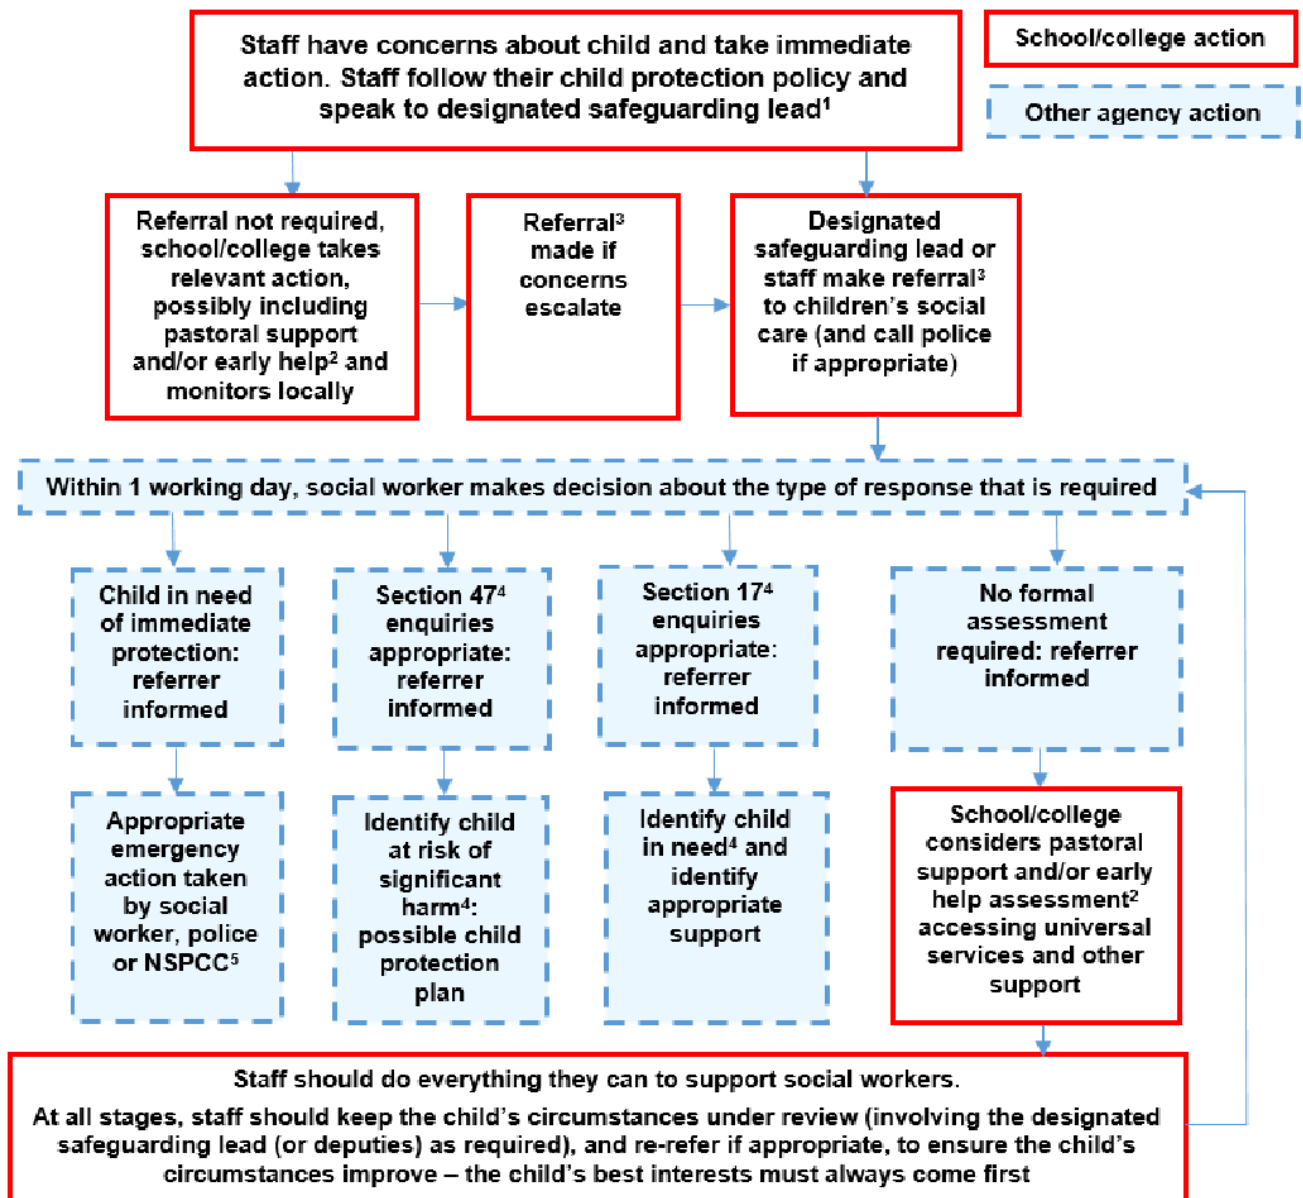 Staff have concerns about child and take immediate
action. Staff follow their child protection policy and
speak to designated safeguarding lead¹
School/college action
Other agency action
Referral not required,
school/college takes
relevant action,
possibly including
pastoral support
and/or early help² and
monitors locally
Referral³
made if
concerns
escalate
Designated
safeguarding lead or
staff make referral³
to children's social
care (and call police
if appropriate)
Within 1 working day, social worker makes decision about the type of response that is required
Child in need
of immediate
protection:
referrer
informed
Section 47⁴
enquiries
appropriate:
referrer
informed
Section 17⁴
enquiries
appropriate:
referrer
informed
No formal
assessment
required: referrer
informed
Appropriate
emergency
action taken
by social
worker, police
or NSPCC⁵
Identify child
at risk of
significant
harm⁴:
possible child
protection
plan
Identify child
in need⁴ and
identify
appropriate
support
School/college
considers pastoral
support and/or early
help assessment²
accessing universal
services and other
support
Staff should do everything they can to support social workers.
At all stages, staff should keep the child's circumstances under review (involving the designated
safeguarding lead (or deputies) as required), and re-refer if appropriate, to ensure the child's
circumstances improve – the child's best interests must always come first